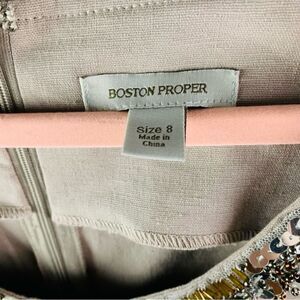 BOSTON PROPER
Size 8
Made in
China